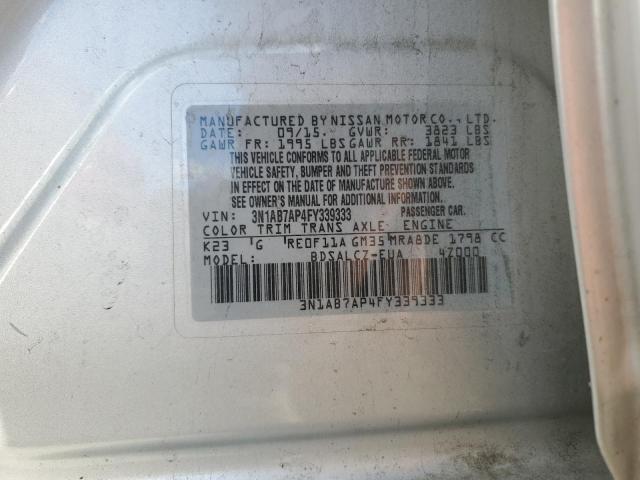 MANUFACTURED BY NISSAN MOTOR CO., LTD.
DATE: 09/15 GVWR: 3823 LBS
GAWR FR: 1995 LBS GAWR RR: 1841 LBS
THIS VEHICLE CONFORMS TO ALL APPLICABLE FEDERAL MOTOR
VEHICLE SAFETY, BUMPER AND THEFT PREVENTION STANDARDS
IN EFFECT ON THE DATE OF MANUFACTURE SHOWN ABOVE.
SEE OWNER'S MANUAL FOR ADDITIONAL INFORMATION.
VIN: 3N1AB7AP4FY339333 PASSENGER CAR.
COLOR TRIM TRANS AXLE ENGINE
K23 G RE0F11A GM35 MRA8DE 1798 CC
MODEL: BDSALCZ-EUA 4Z000
3N1AB7AP4FY339333